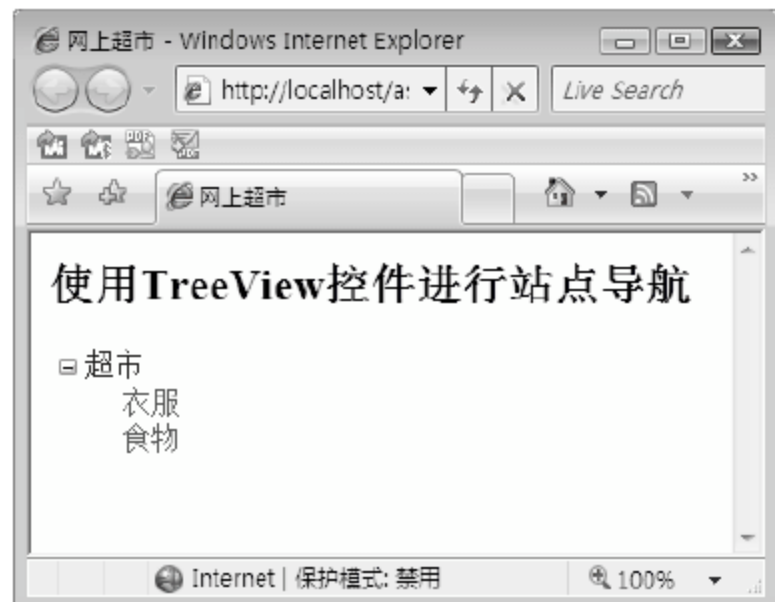 网上超市 - Windows Internet Explorer
http://localhost/a:
Live Search
网上超市
使用TreeView控件进行站点导航
超市
衣服
食物
Internet | 保护模式: 禁用
100%